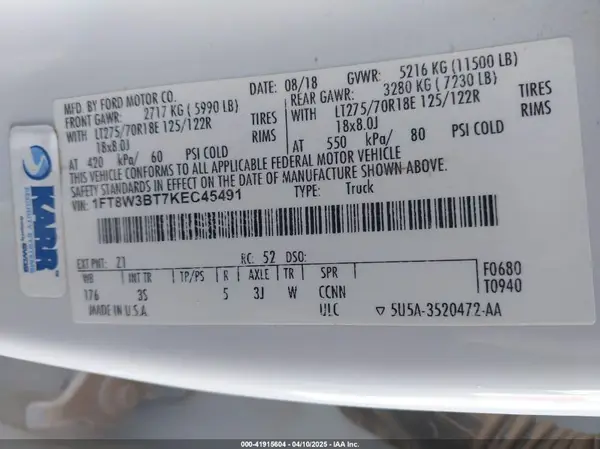 MFD. BY FORD MOTOR CO.
DATE: 08/18
GVWR: 5216 KG (11500 LB)
FRONT GAWR: 2717 KG (5990 LB)
REAR GAWR: 3280 KG (7230 LB)
WITH LT275/70R18E 125/122R TIRES
WITH LT275/70R18E 125/122R TIRES
18x8.0J RIMS
18x8.0J RIMS
AT 420 kPa/ 60 PSI COLD
AT 550 kPa/ 80 PSI COLD
THIS VEHICLE CONFORMS TO ALL APPLICABLE FEDERAL MOTOR VEHICLE
SAFETY STANDARDS IN EFFECT ON THE DATE OF MANUFACTURE SHOWN ABOVE.
VIN: 1FT8W3BT7KEC45491
TYPE: Truck
EXT PNT: Z1 RC: 52 DSO:
WB INT TR TP/PS R AXLE TR SPR F0680
176 3S 5 3J W CCNN T0940
MADE IN U.S.A. ULC 5U5A-3520472-AA
KARR
SECURITY SYSTEMS
000-41915604 | 04/10/2025 | IAA Inc.